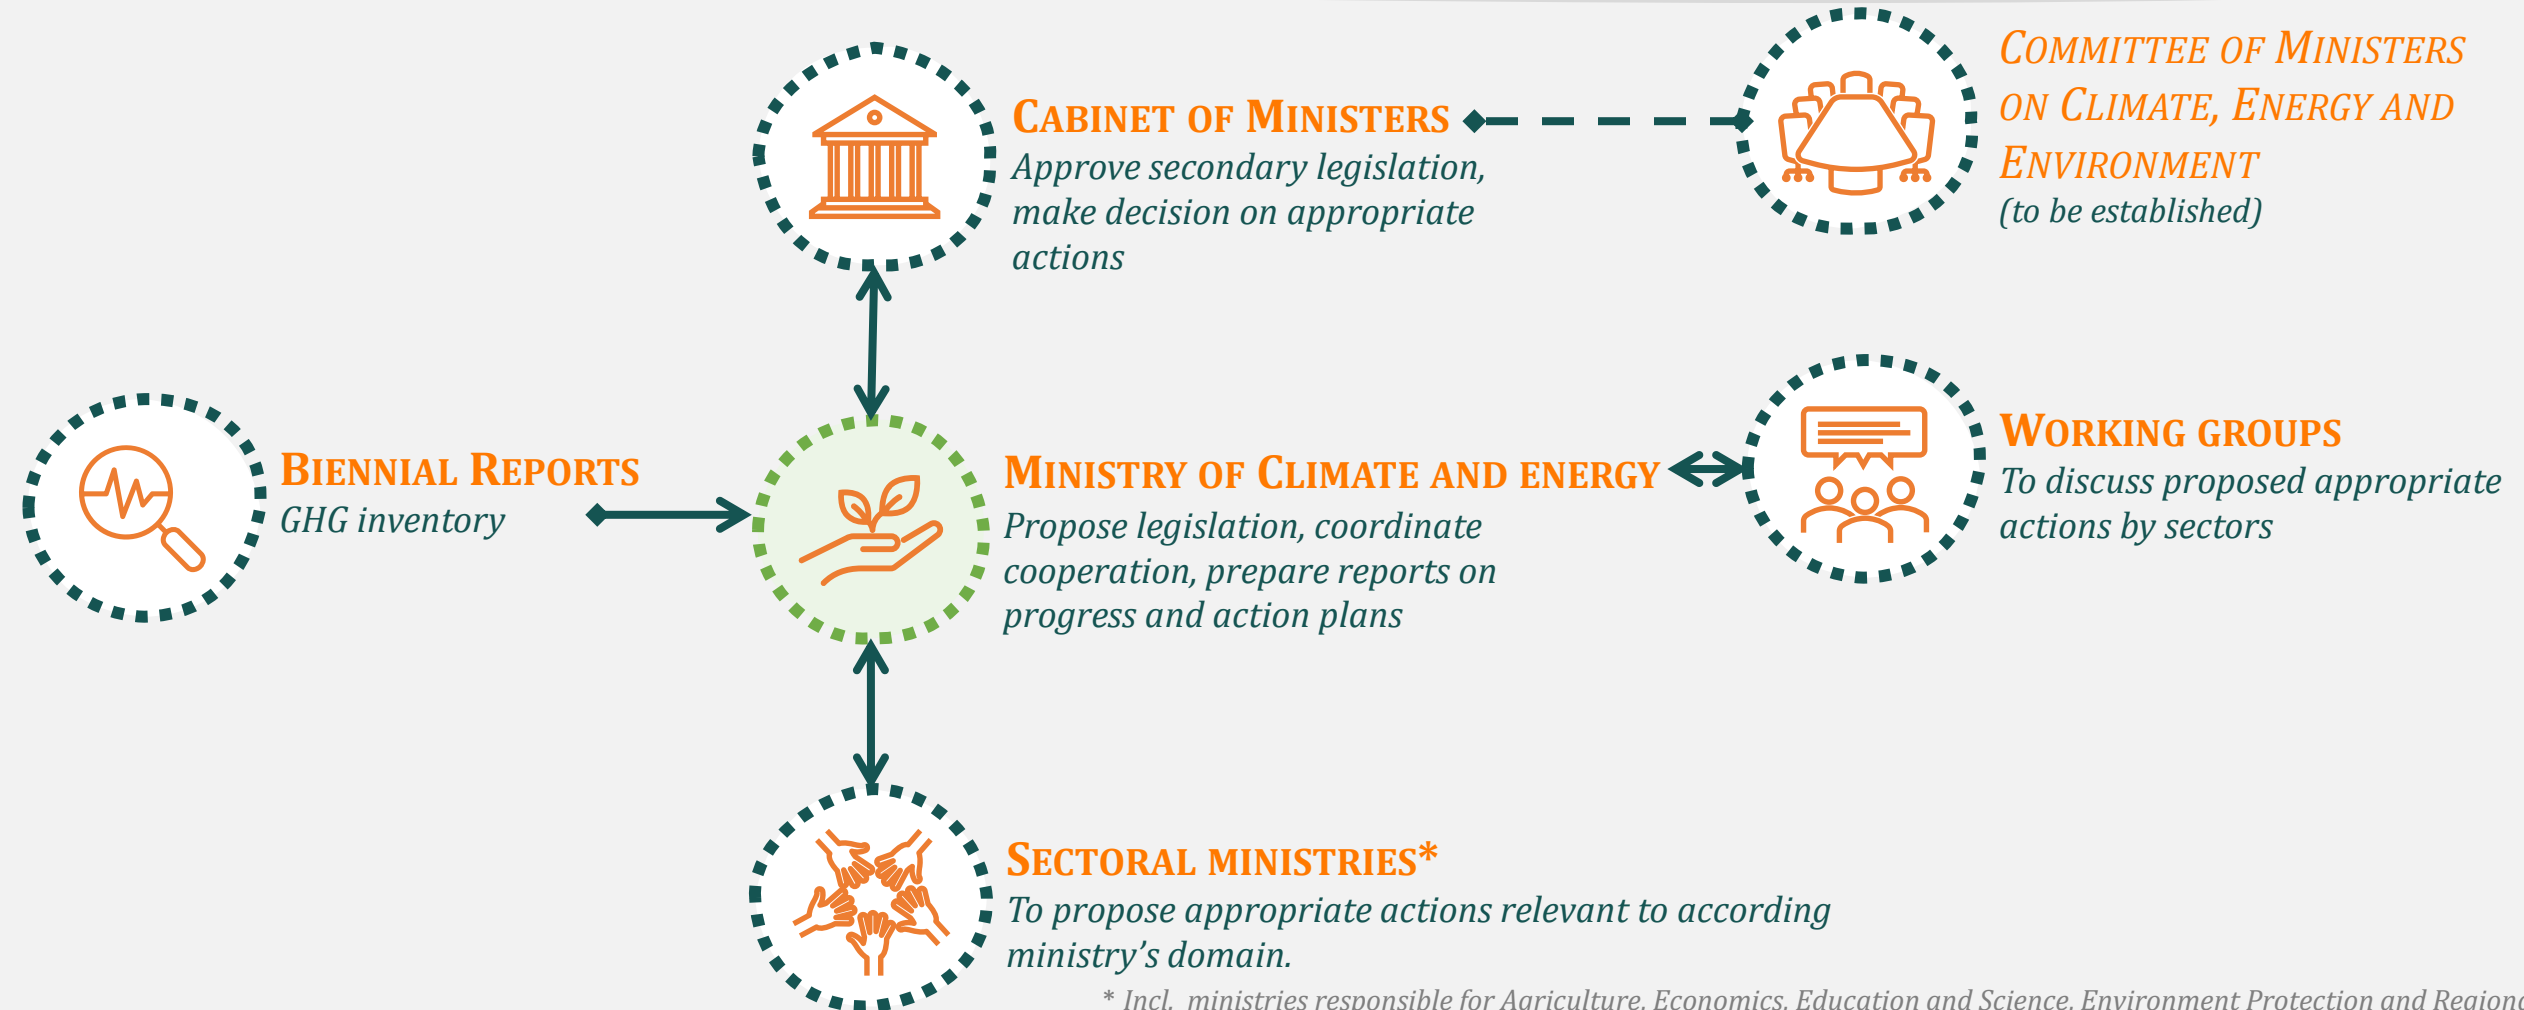 CABINET OF MINISTERS
Approve secondary legislation,
make decision on appropriate
actions
COMMITTEE OF MINISTERS
ON CLIMATE, ENERGY AND
ENVIRONMENT
(to be established)
BIENNIAL REPORTS
GHG inventory
MINISTRY OF CLIMATE AND ENERGY
Propose legislation, coordinate
cooperation, prepare reports on
progress and action plans
WORKING GROUPS
To discuss proposed appropriate
actions by sectors
SECTORAL MINISTRIES*
To propose appropriate actions relevant to according
ministry’s domain.
* Incl. ministries responsible for Agriculture, Economics, Education and Science, Environment Protection and